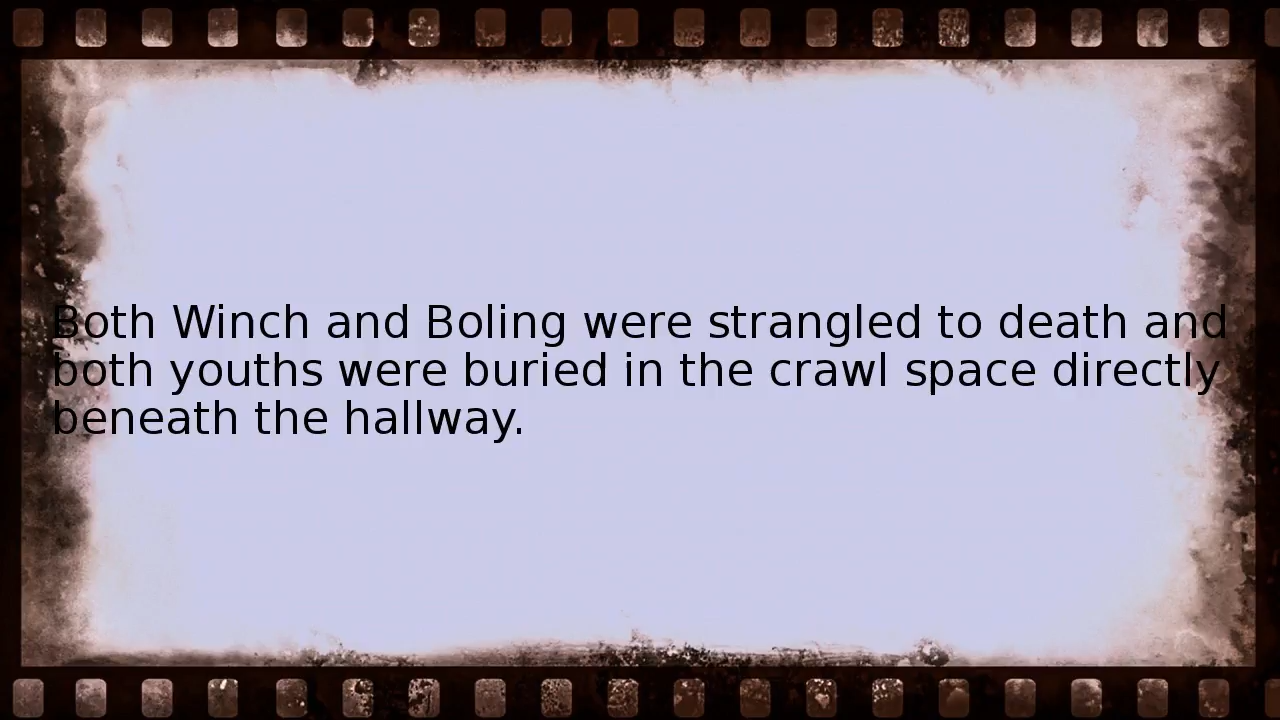 Both Winch and Boling were strangled to death and
both youths were buried in the crawl space directly
beneath the hallway.